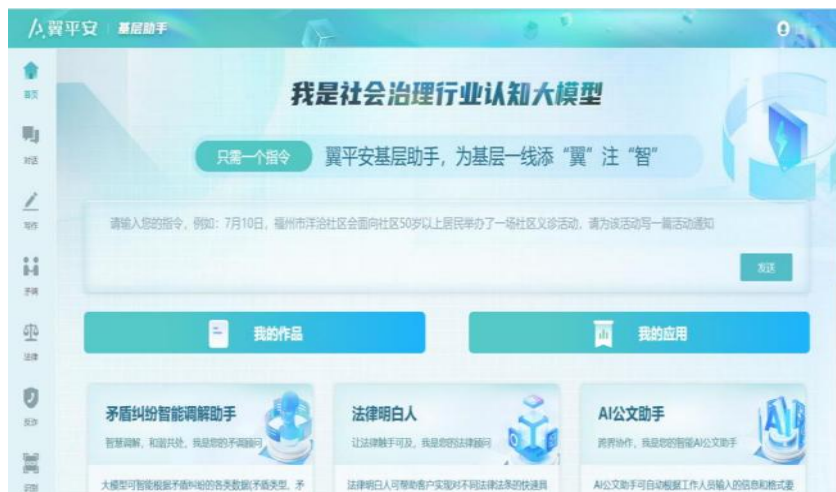 翼平安 基层助手
首页
我是社会治理行业认知大模型
对话
只需一个指令 翼平安基层助手，为基层一线添“翼”注“智”
写作
请输入您的指令，例如：7月10日，福州市洋洽社区会面向社区50岁以上居民举办了一场社区义诊活动，请为该活动写一篇活动通知
发送
矛调
我的作品 我的应用
法律
矛盾纠纷智能调解助手 法律明白人 AI公文助手
智慧调解，和谐共处，我是您的矛调顾问 让法律触手可及，我是您的法律顾问 跨界协作，我是您的智能AI公文助手
反诈
大模型可智能根据矛盾纠纷的各类数据(矛盾类型、矛 法律明白人可帮助客户实现对不同法律法条的快速具 AI公文助手可自动根据工作人员输入的信息和格式要